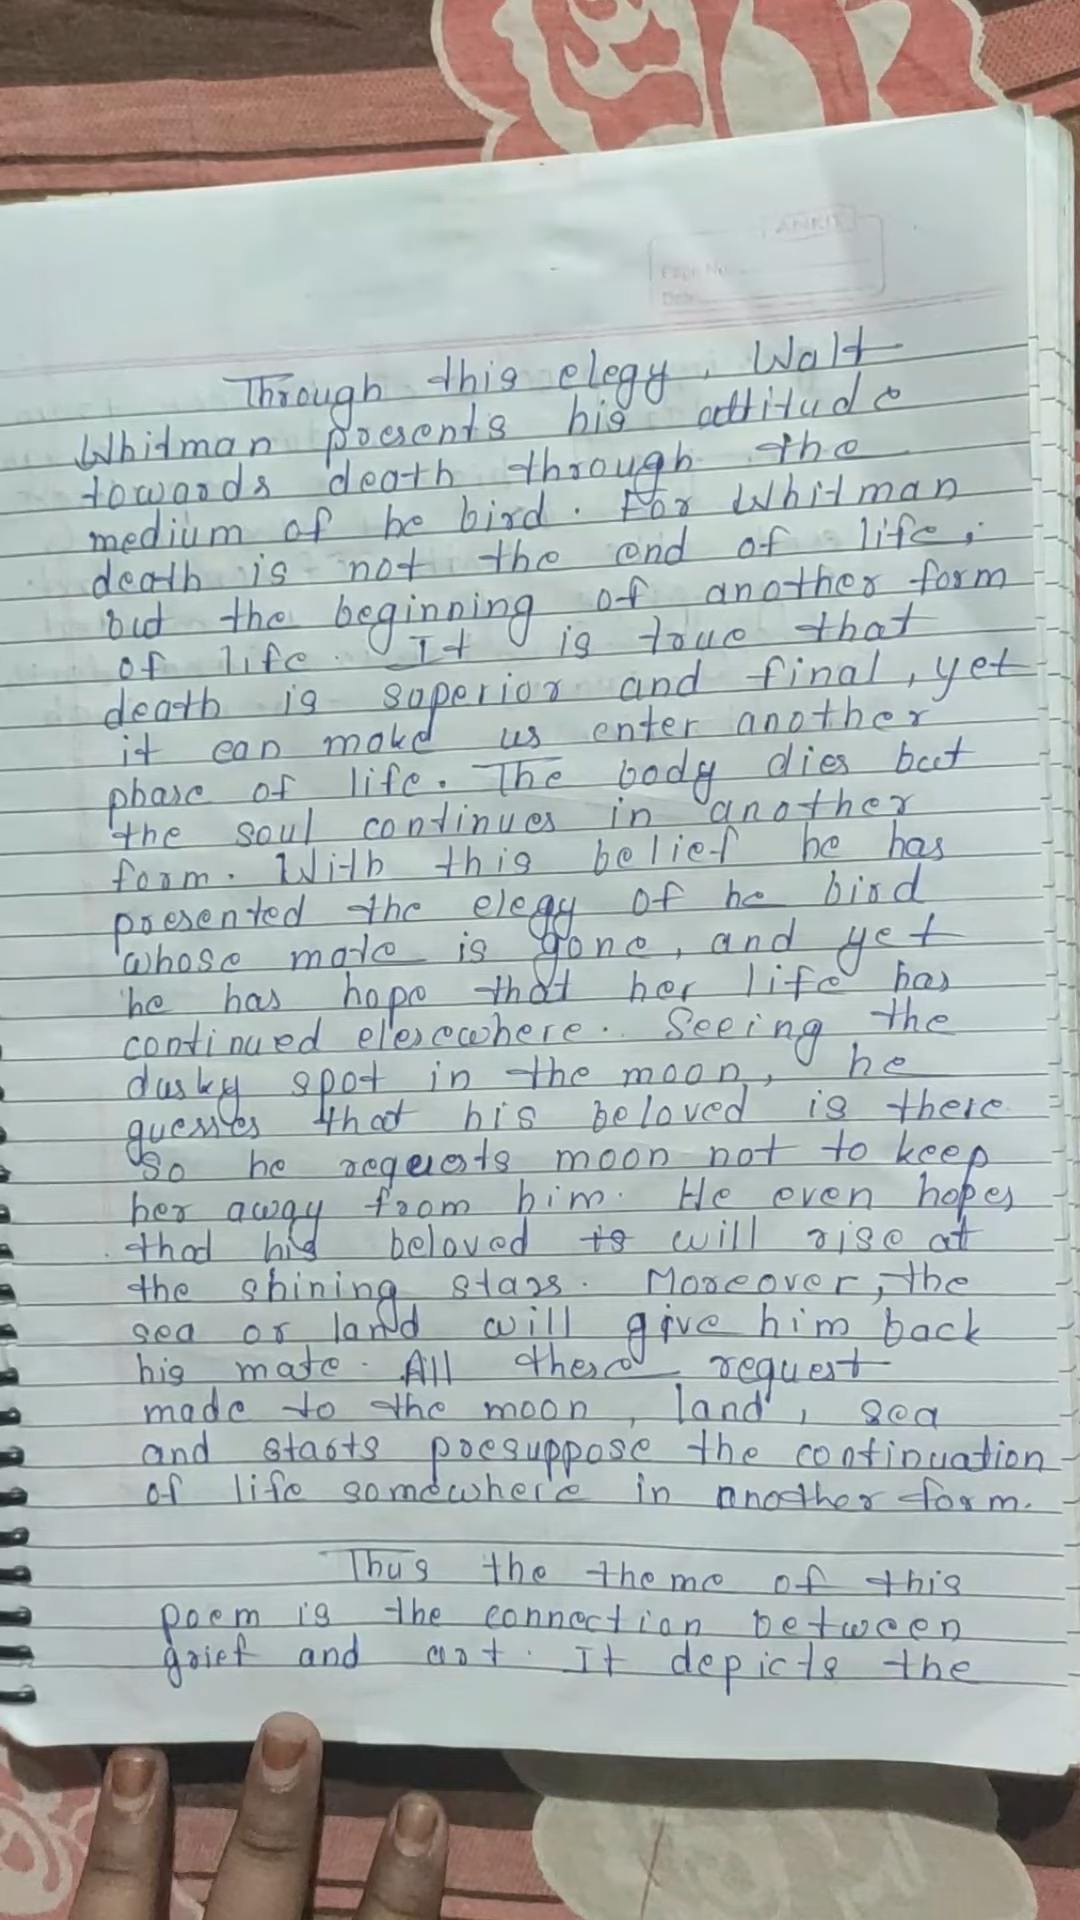 ANKIT
Page No.
Date
Through this elegy, Walt
Whitman presents his attitude
towards death through the
medium of he bird. For Whitman
death is not the end of life,
but the beginning of another form
of life. It is true that
death is superior and final, yet
it can make us enter another
phase of life. The body dies but
the soul continues in another
form. With this belief he has
presented the elegy of he bird
whose mate is gone, and yet
he has hope that her life has
continued elesewhere. Seeing the
dusky spot in the moon, he
guesses that his beloved is there
so he requests moon not to keep
her away from him. He even hopes
that his beloved is will rise at
the shining stars. Moreover, the
sea or land will give him back
his mate. All these request
made to the moon, land, sea
and starts presuppose the continuation
of life somewhere in another form.
Thus the theme of this
poem is the connection between
grief and art. It depicts the